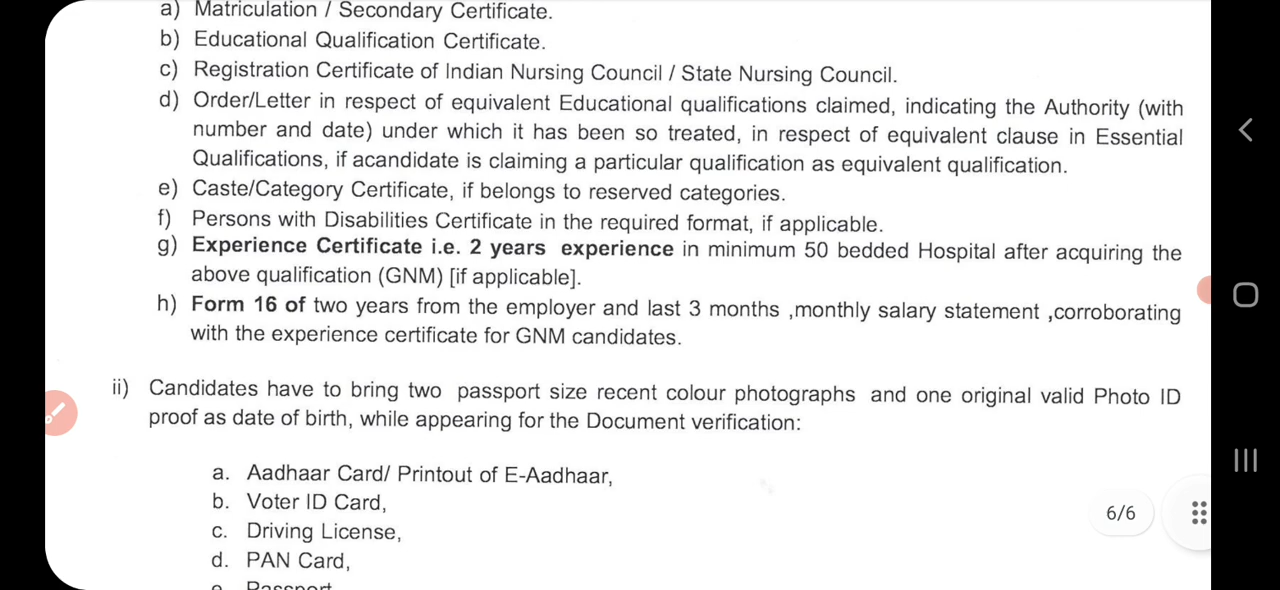 a) Matriculation / Secondary Certificate.
b) Educational Qualification Certificate.
c) Registration Certificate of Indian Nursing Council / State Nursing Council.
d) Order/Letter in respect of equivalent Educational qualifications claimed, indicating the Authority (with
number and date) under which it has been so treated, in respect of equivalent clause in Essential
Qualifications, if acandidate is claiming a particular qualification as equivalent qualification.
e) Caste/Category Certificate, if belongs to reserved categories.
f) Persons with Disabilities Certificate in the required format, if applicable.
g) Experience Certificate i.e. 2 years experience in minimum 50 bedded Hospital after acquiring the
above qualification (GNM) [if applicable].
h) Form 16 of two years from the employer and last 3 months ,monthly salary statement ,corroborating
with the experience certificate for GNM candidates.
ii) Candidates have to bring two passport size recent colour photographs and one original valid Photo ID
proof as date of birth, while appearing for the Document verification:
a. Aadhaar Card/ Printout of E-Aadhaar,
b. Voter ID Card,
c. Driving License,
d. PAN Card,
e. Passport
6/6